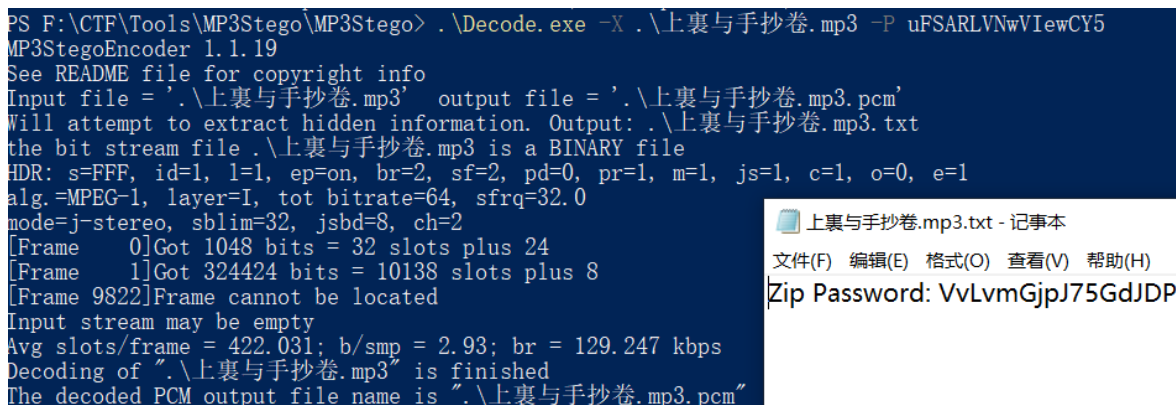 PS F:\CTF\Tools\MP3Stego\MP3Stego> .\Decode.exe -X .\上裏与手抄卷.mp3 -P uFSARLVNwVIewCY5
MP3StegoEncoder 1.1.19
See README file for copyright info
Input file = '.\上裏与手抄卷.mp3'  output file = '.\上裏与手抄卷.mp3.pcm'
Will attempt to extract hidden information. Output: .\上裏与手抄卷.mp3.txt
the bit stream file .\上裏与手抄卷.mp3 is a BINARY file
HDR: s=FFF, id=1, l=1, ep=on, br=2, sf=2, pd=0, pr=1, m=1, js=1, c=1, o=0, e=1
alg.=MPEG-1, layer=I, tot bitrate=64, sfrq=32.0
mode=j-stereo, sblim=32, jsbd=8, ch=2
[Frame    0]Got 1048 bits = 32 slots plus 24
[Frame    1]Got 324424 bits = 10138 slots plus 8
[Frame 9822]Frame cannot be located
Input stream may be empty
Avg slots/frame = 422.031; b/smp = 2.93; br = 129.247 kbps
Decoding of ".\上裏与手抄卷.mp3" is finished
The decoded PCM output file name is ".\上裏与手抄卷.mp3.pcm"
上裏与手抄卷.mp3.txt - 记事本
文件(F) 编辑(E) 格式(O) 查看(V) 帮助(H)
Zip Password: VvLvmGjpJ75GdJDP